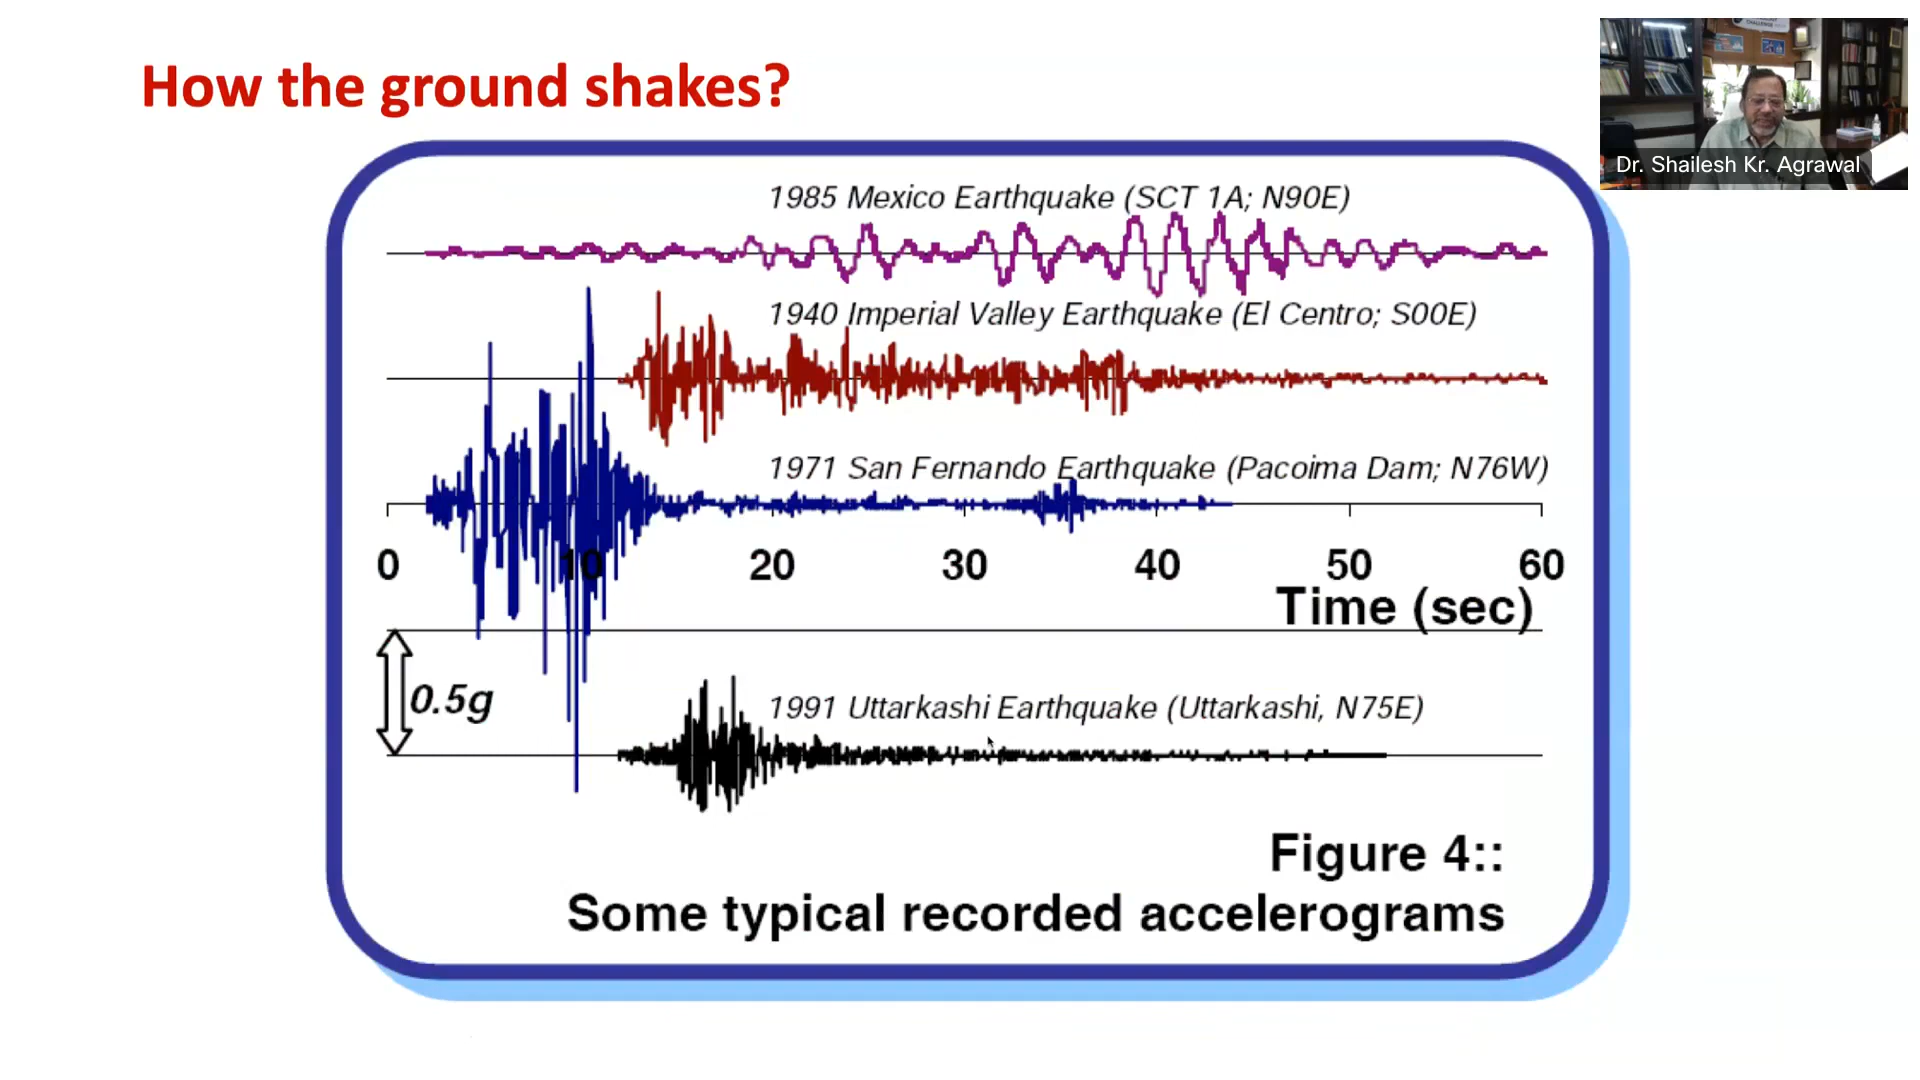 How the ground shakes?
CHALLENGE
Dr. Shailesh Kr. Agrawal
1985 Mexico Earthquake (SCT 1A; N90E)
1940 Imperial Valley Earthquake (El Centro; S00E)
1971 San Fernando Earthquake (Pacoima Dam; N76W)
0 10 20 30 40 50 60
Time (sec)
0.5g
1991 Uttarkashi Earthquake (Uttarkashi, N75E)
Figure 4::
Some typical recorded accelerograms